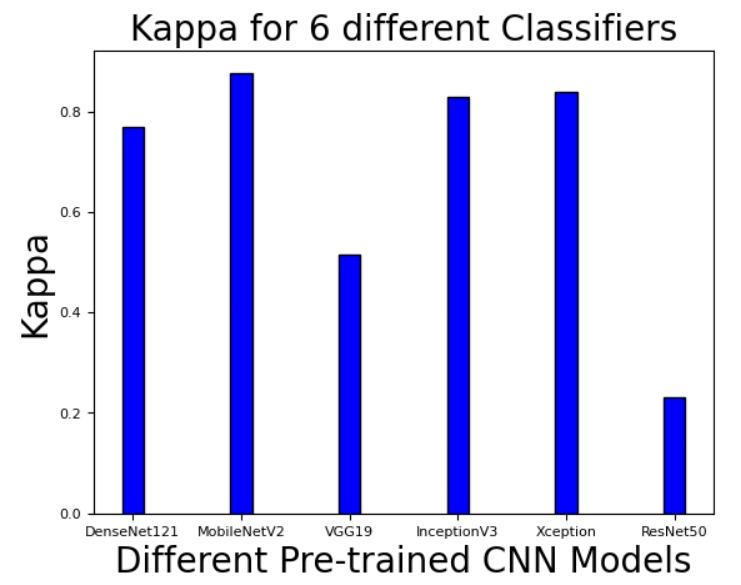 Kappa for 6 different Classifiers
0.8
0.6
0.4
0.2
0.0
Kappa
DenseNet121 MobileNetV2 VGG19 InceptionV3 Xception ResNet50
Different Pre-trained CNN Models